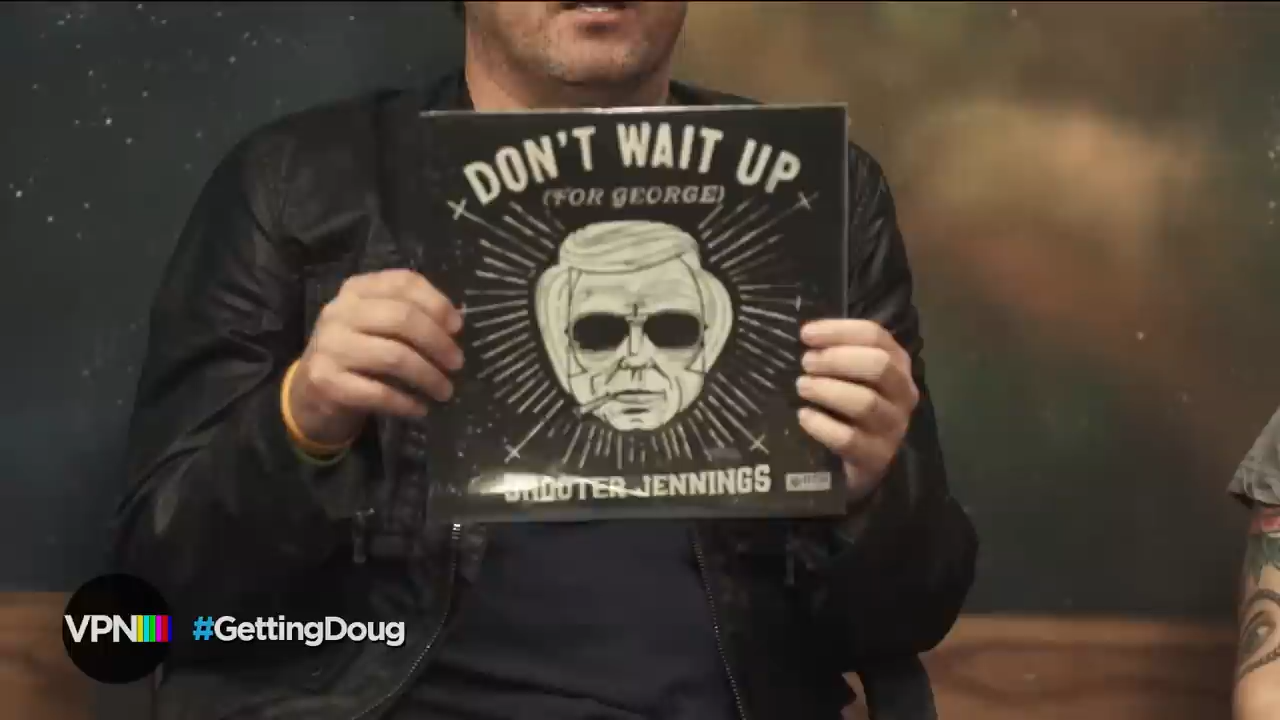 DON'T WAIT UP
(FOR GEORGE)
SHOOTER JENNINGS
VPN #GettingDoug